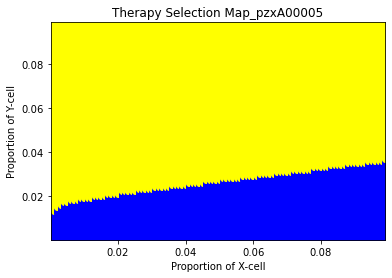 Therapy Selection Map_pzxA00005
Proportion of Y-cell
0.08
0.06
0.04
0.02
0.02 0.04 0.06 0.08
Proportion of X-cell